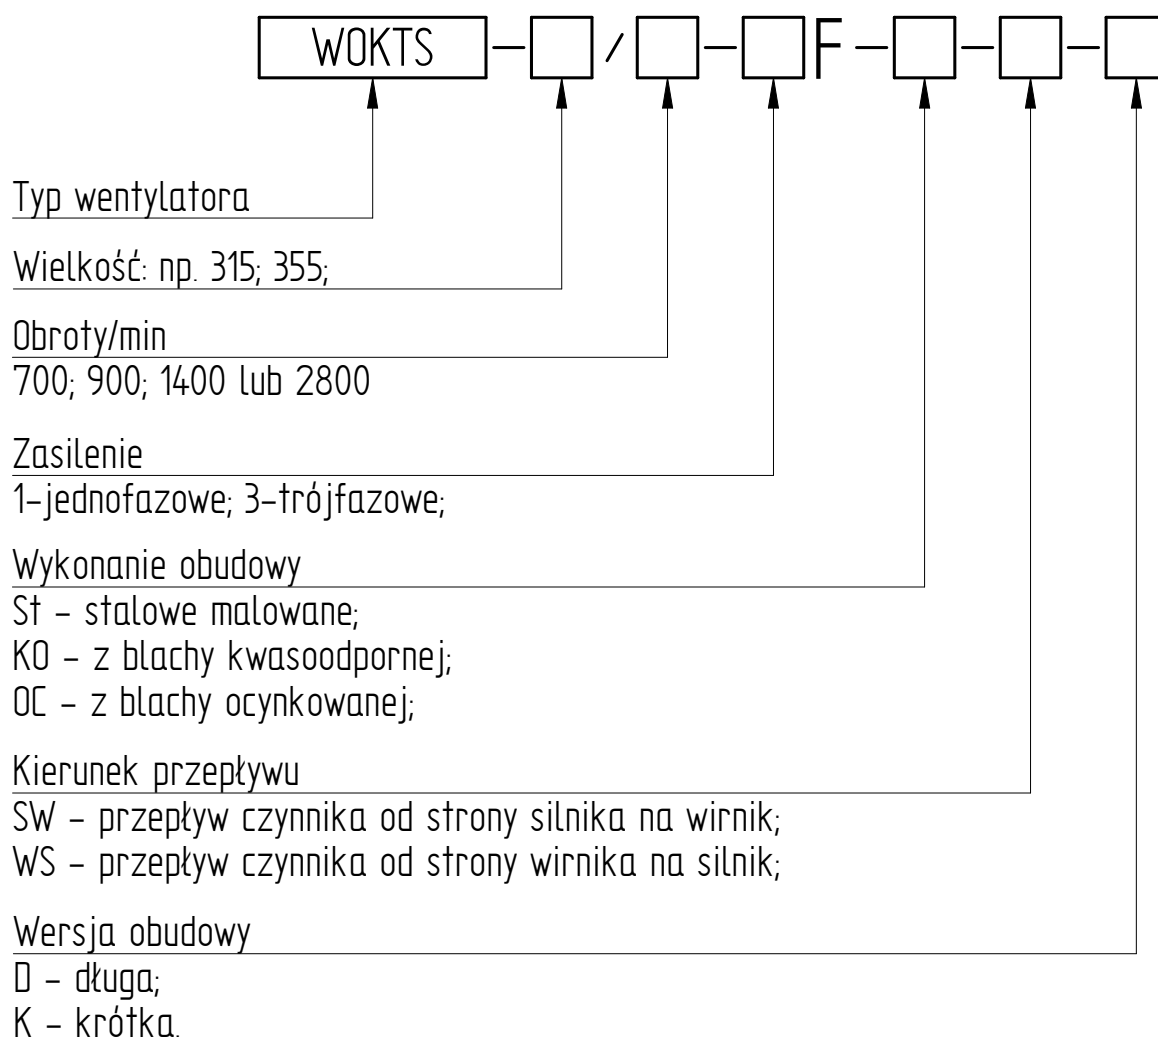 WOKTS - / - F - - -
Typ wentylatora
Wielkość: np. 315; 355;
Obroty/min
700; 900; 1400 lub 2800
Zasilenie
1-jednofazowe; 3-trójfazowe;
Wykonanie obudowy
St - stalowe malowane;
KO - z blachy kwasoodpornej;
OC - z blachy ocynkowanej;
Kierunek przepływu
SW - przepływ czynnika od strony silnika na wirnik;
WS - przepływ czynnika od strony wirnika na silnik;
Wersja obudowy
D - długa;
K - krótka.